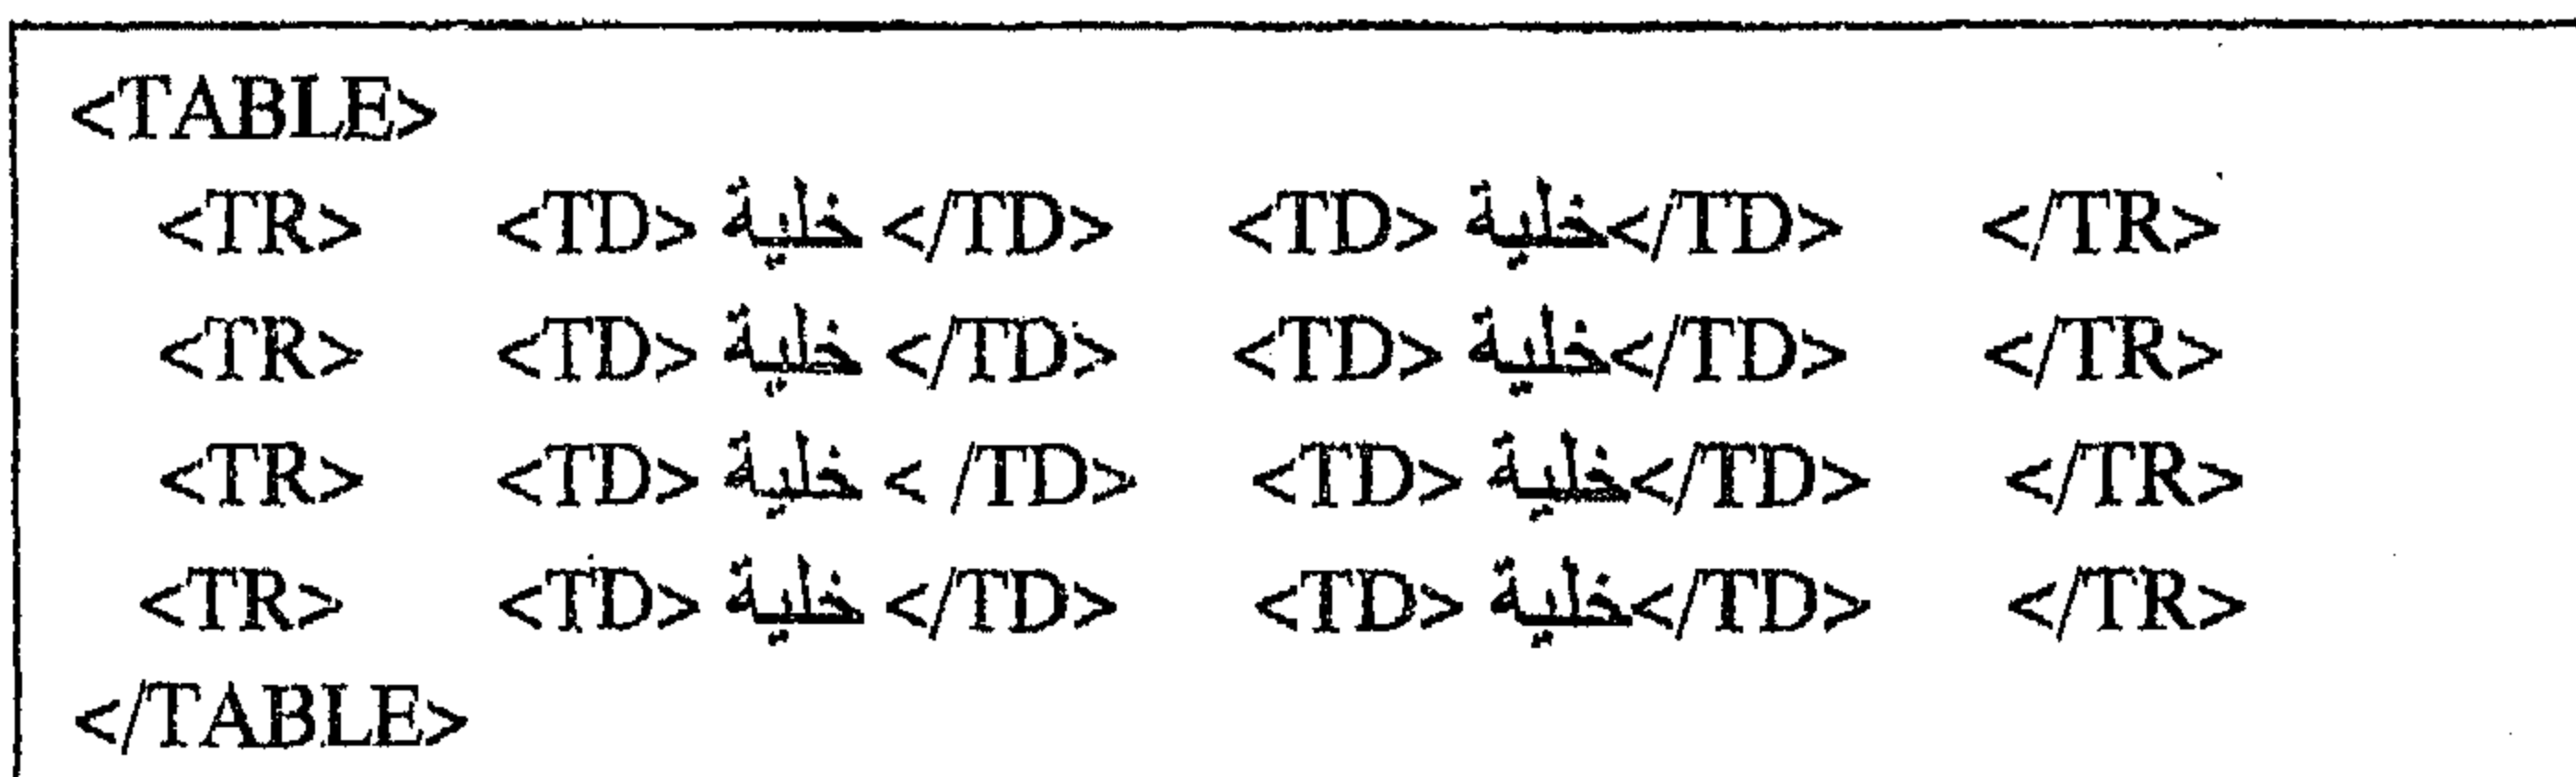 <TABLE>
<TR> <TD> خلية </TD> <TD> خلية</TD> </TR>
<TR> <TD> خلية </TD> <TD> خلية</TD> </TR>
<TR> <TD> خلية < /TD> <TD> خلية</TD> </TR>
<TR> <TD> خلية </TD> <TD> خلية</TD> </TR>
</TABLE>